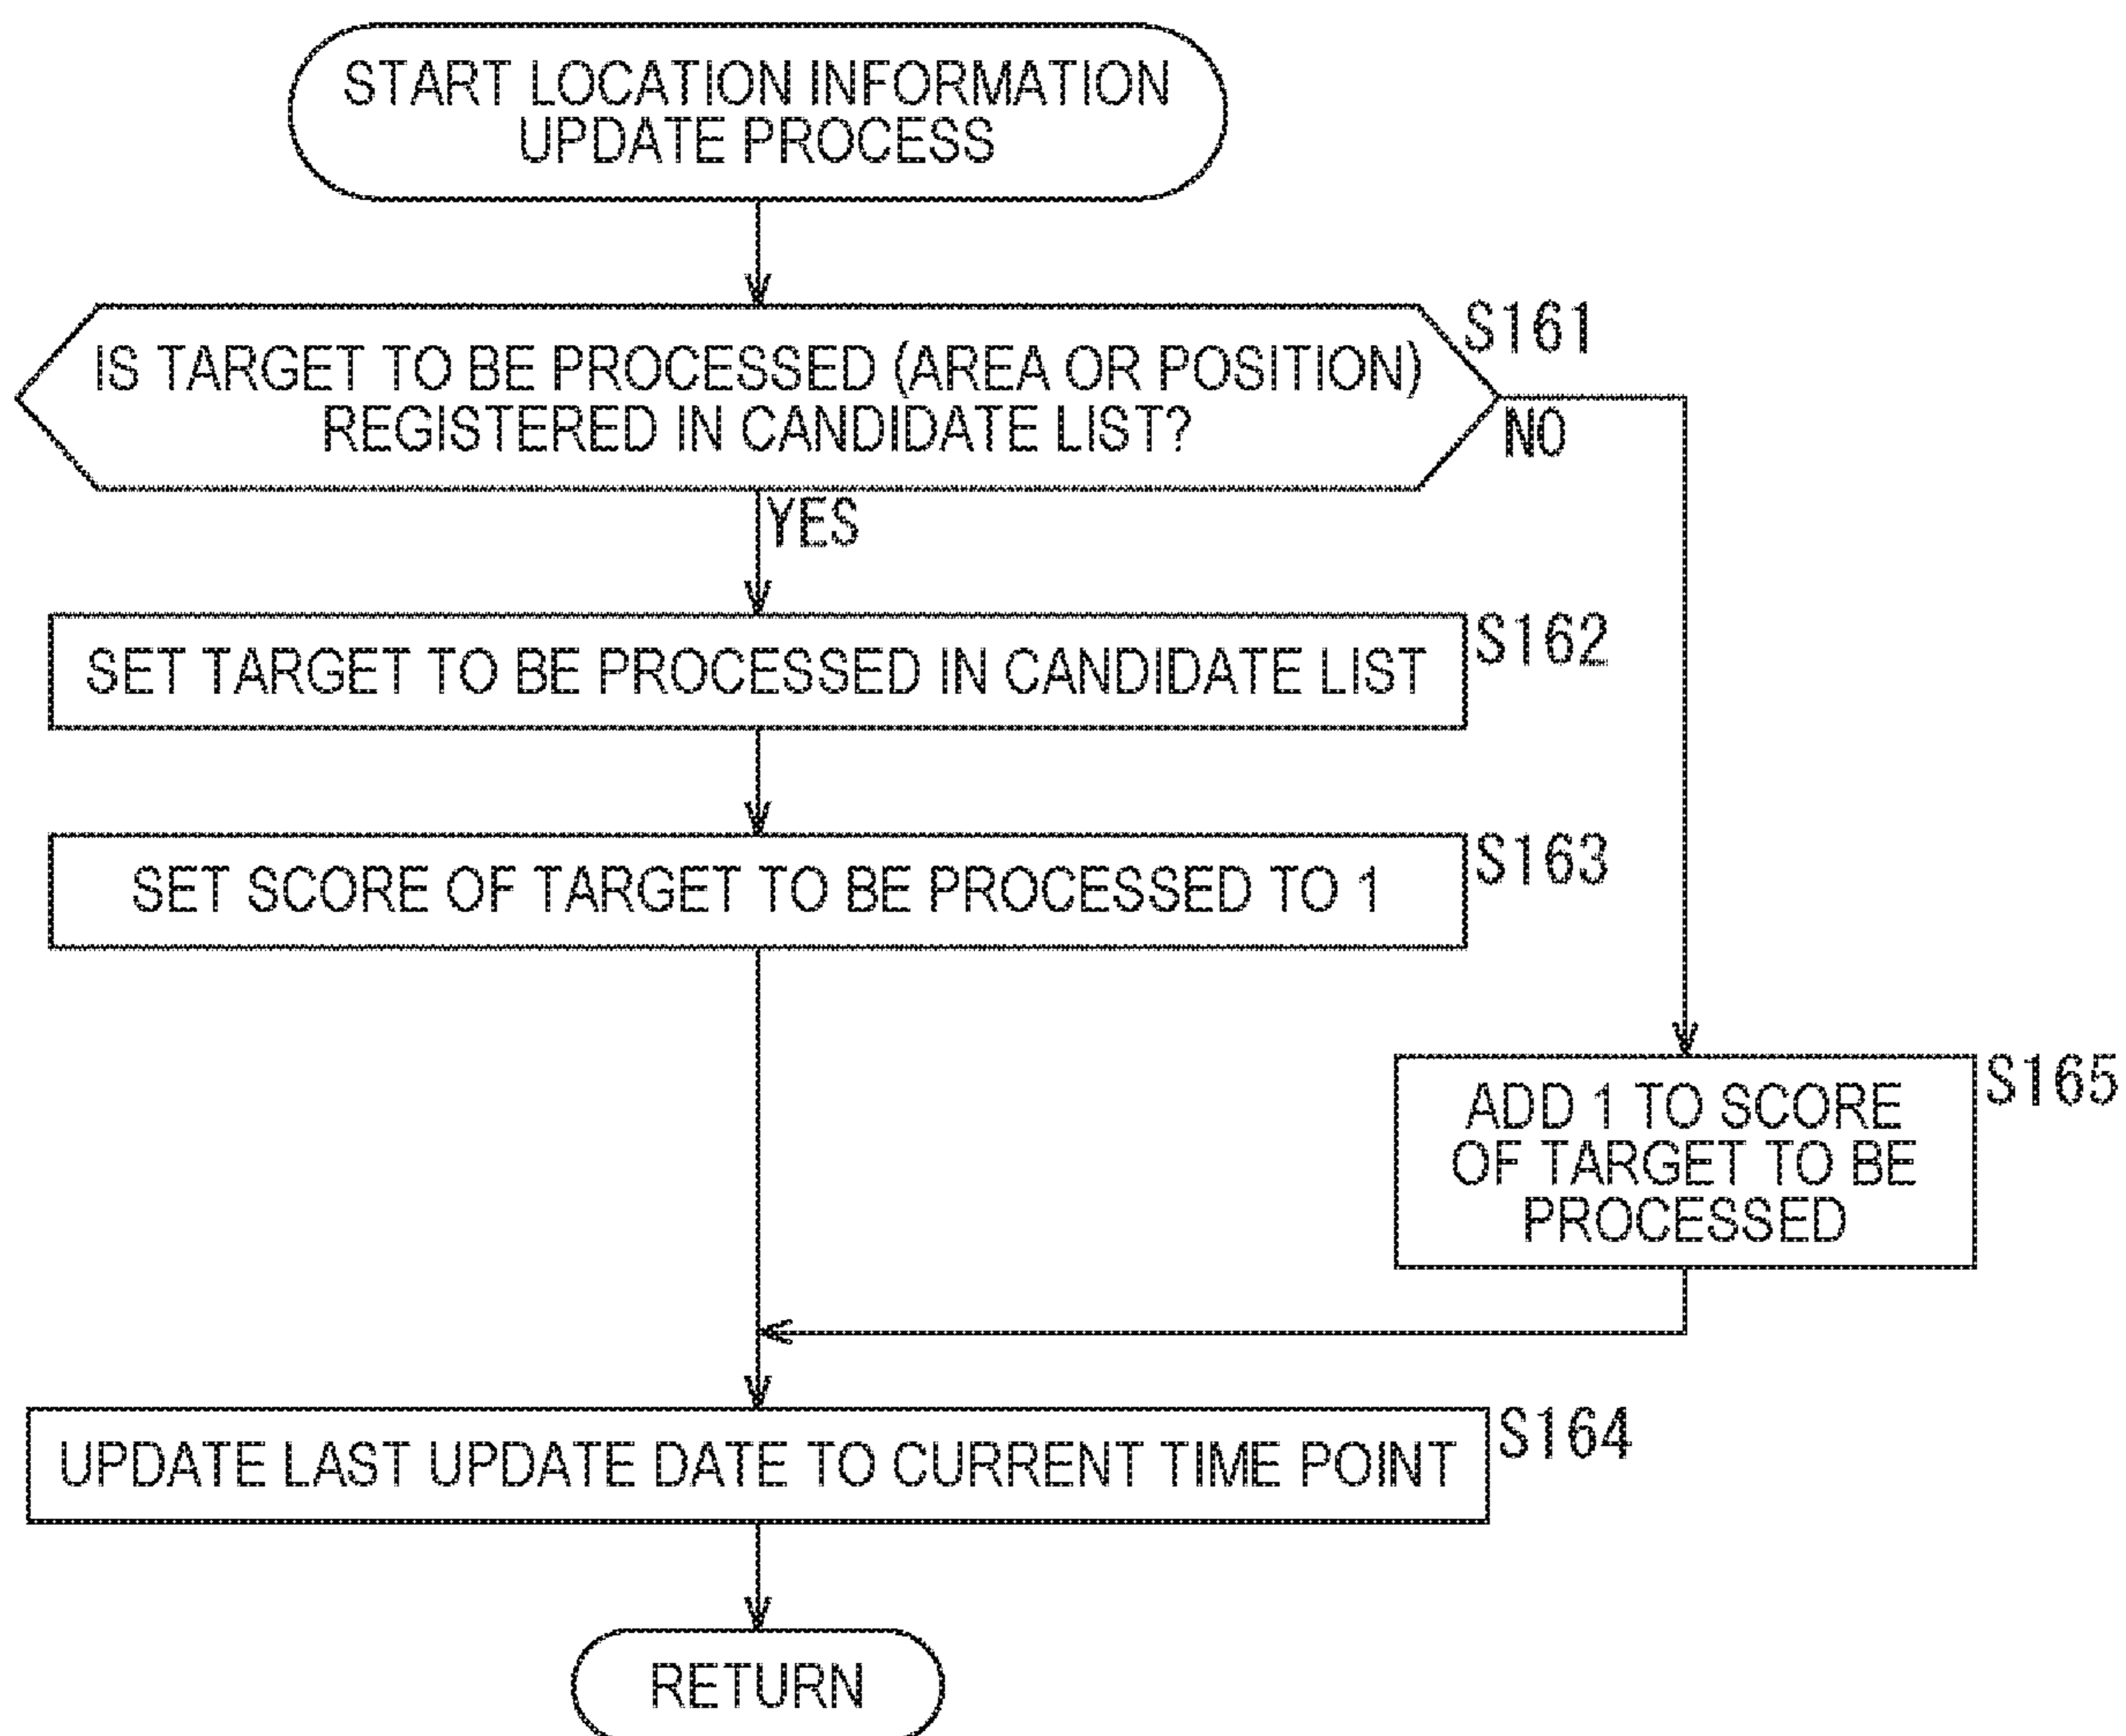 START LOCATION INFORMATION
UPDATE PROCESS
S161
IS TARGET TO BE PROCESSED (AREA OR POSITION)
REGISTERED IN CANDIDATE LIST?
NO
YES
S162
SET TARGET TO BE PROCESSED IN CANDIDATE LIST
S163
SET SCORE OF TARGET TO BE PROCESSED TO 1
S165
ADD 1 TO SCORE
OF TARGET TO BE
PROCESSED
S164
UPDATE LAST UPDATE DATE TO CURRENT TIME POINT
RETURN